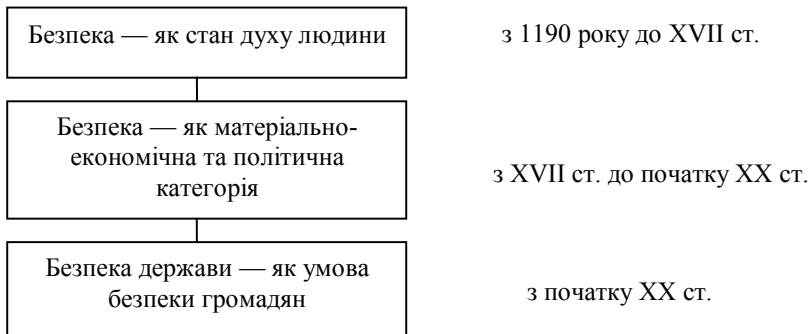 Безпека — як стан духу людини
з 1190 року до XVII ст.
Безпека — як матеріально-
економічна та політична
категорія
з XVII ст. до початку XX ст.
Безпека держави — як умова
безпеки громадян
з початку XX ст.